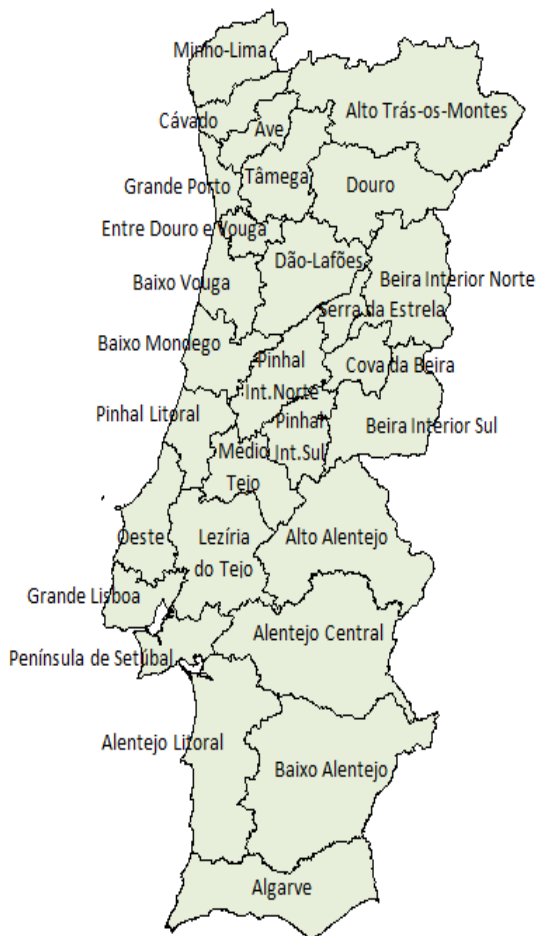 Minho-Lima
Alto Trás-os-Montes
Cávado
Ave
Tâmega
Grande Porto
Douro
Entre Douro e Vouga
Dão-Lafões
Baixo Vouga
Beira Interior Norte
Serra da Estrela
Baixo Mondego
Pinhal
Int.Norte
Cova da Beira
Pinhal Litoral
Pinhal
Int.Sul
Beira Interior Sul
Médio
Tejo
Oeste
Lezíria
do Tejo
Alto Alentejo
Grande Lisboa
Alentejo Central
Península de Setúbal
Alentejo Litoral
Baixo Alentejo
Algarve